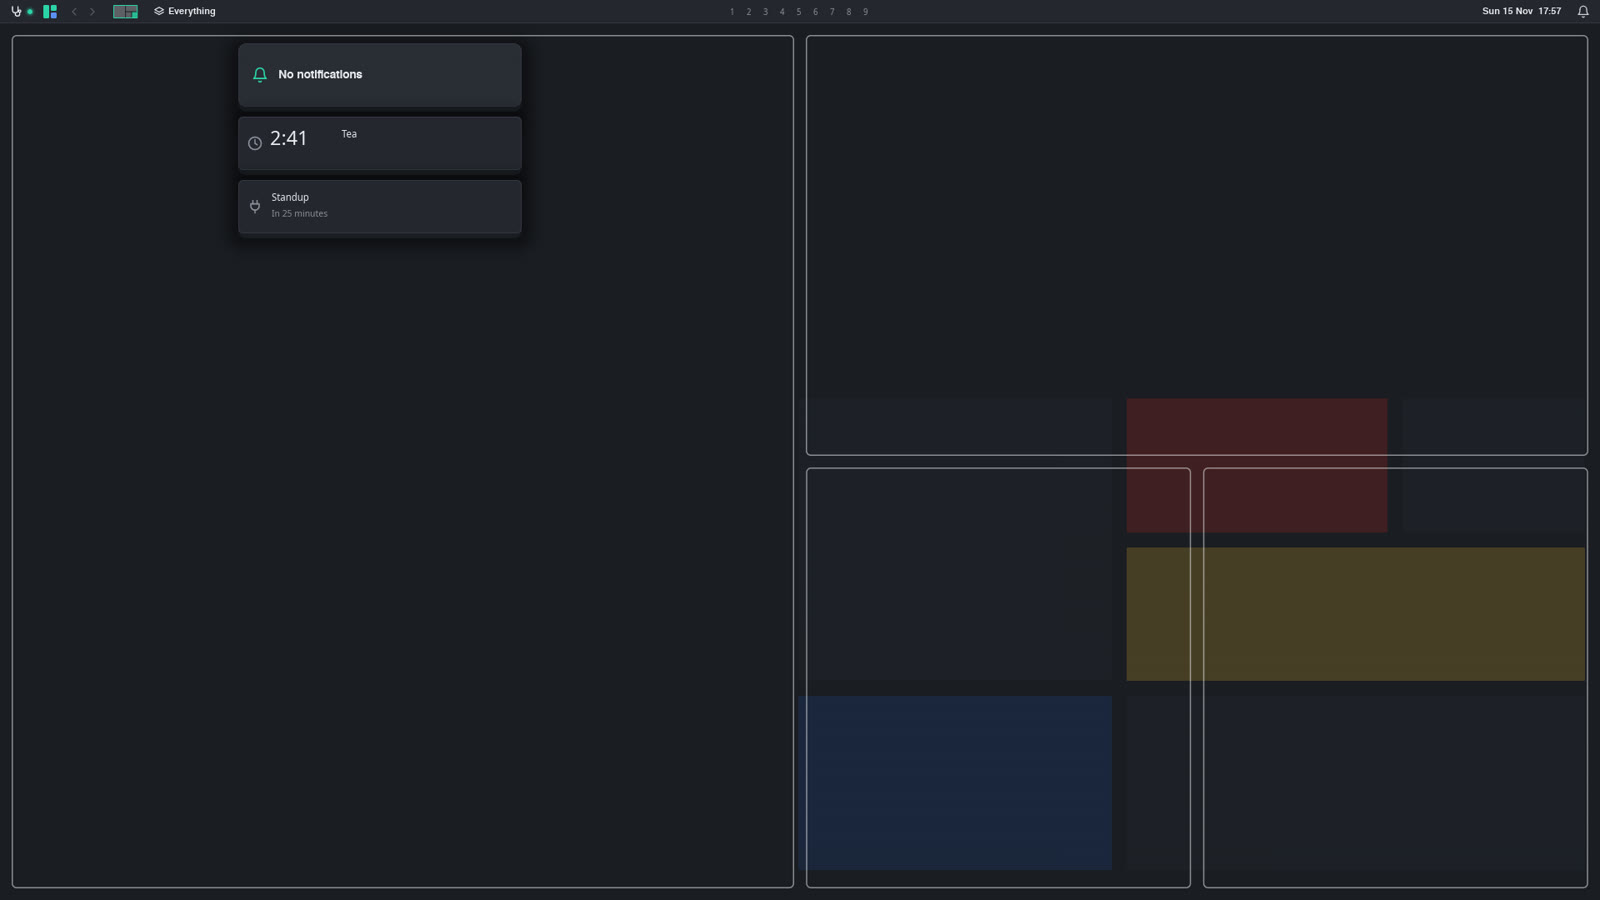 Everything
1 2 3 4 5 6 7 8 9
Sun 15 Nov 17:57
No notifications
2:41 Tea
Standup
In 25 minutes